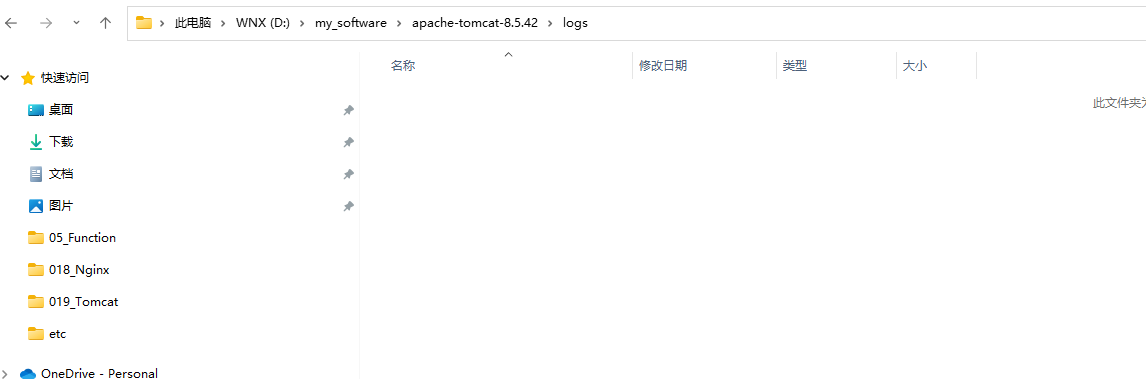 此电脑 WNX (D:) my_software apache-tomcat-8.5.42 logs
名称 修改日期 类型 大小
快速访问
此文件夹为
桌面
下载
文档
图片
05_Function
018_Nginx
019_Tomcat
etc
OneDrive - Personal